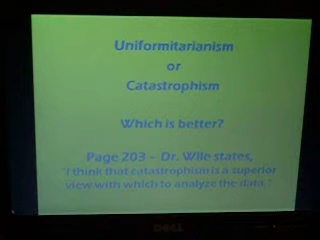 Uniformitarianism
or
Catastrophism
Which is better?
Page 203 – Dr. Wile states,
"I think that catastrophism is a superior
view with which to analyze the data."
DELL